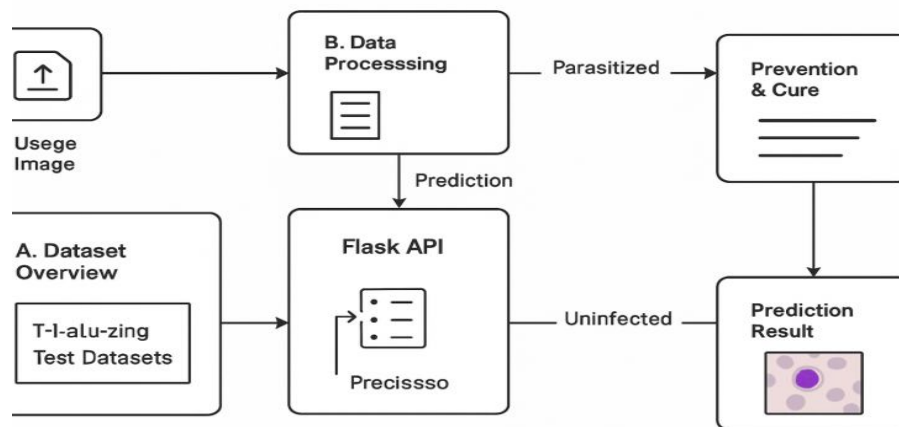 Usege
Image
B. Data
Processsing
Parasitized
Prevention
& Cure
Prediction
A. Dataset
Overview
T-I-alu-zing
Test Datasets
Flask API
Precissso
Uninfected
Prediction
Result